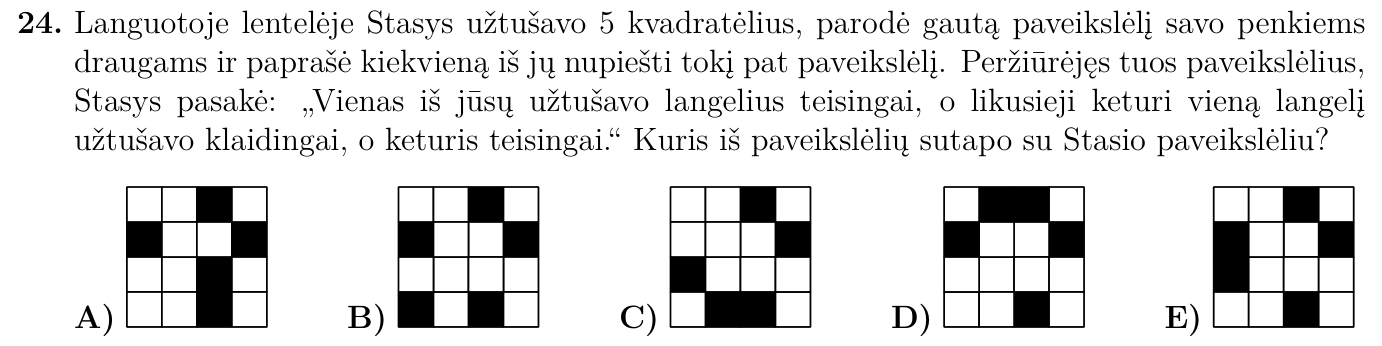 24. Languotoje lentelėje Stasys užtušavo 5 kvadratėlius, parodė gautą paveikslėlį savo penkiems
draugams ir paprašė kiekvieną iš jų nupiešti tokį pat paveikslėlį. Peržiūrėjęs tuos paveikslėlius,
Stasys pasakė: „Vienas iš jūsų užtušavo langelius teisingai, o likusieji keturi vieną langelį
užtušavo klaidingai, o keturis teisingai.“ Kuris iš paveikslėlių sutapo su Stasio paveikslėliu?
A) B) C) D) E)